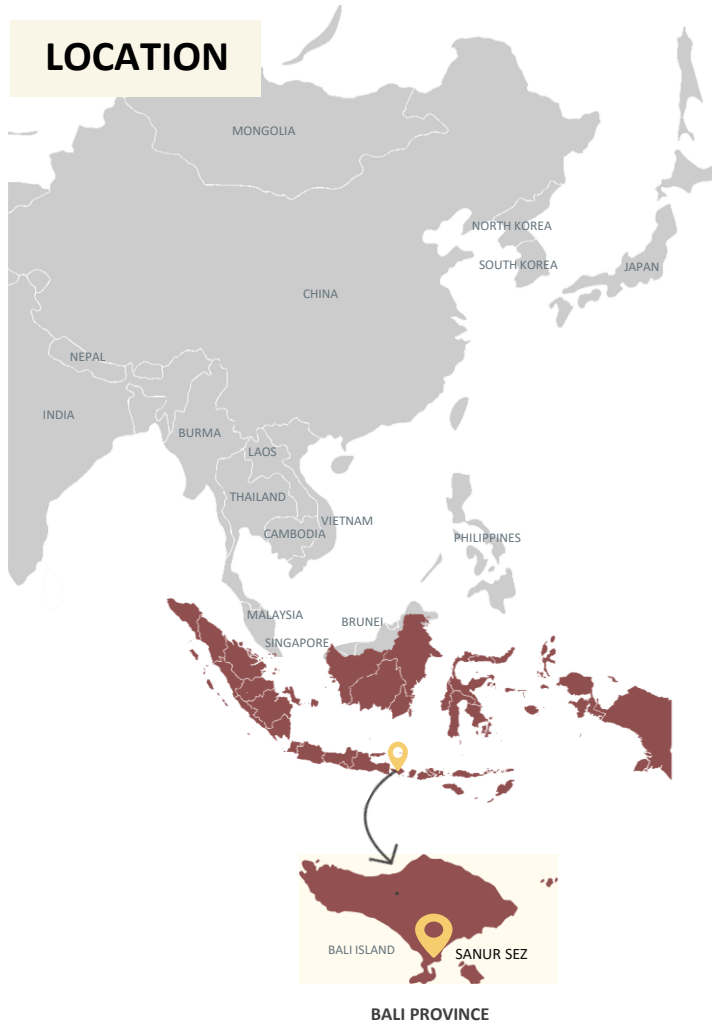 LOCATION
MONGOLIA
NORTH KOREA
SOUTH KOREA
JAPAN
CHINA
NEPAL
INDIA
BURMA
LAOS
THAILAND
VIETNAM
CAMBODIA
PHILIPPINES
MALAYSIA
BRUNEI
SINGAPORE
BALI ISLAND
SANUR SEZ
BALI PROVINCE